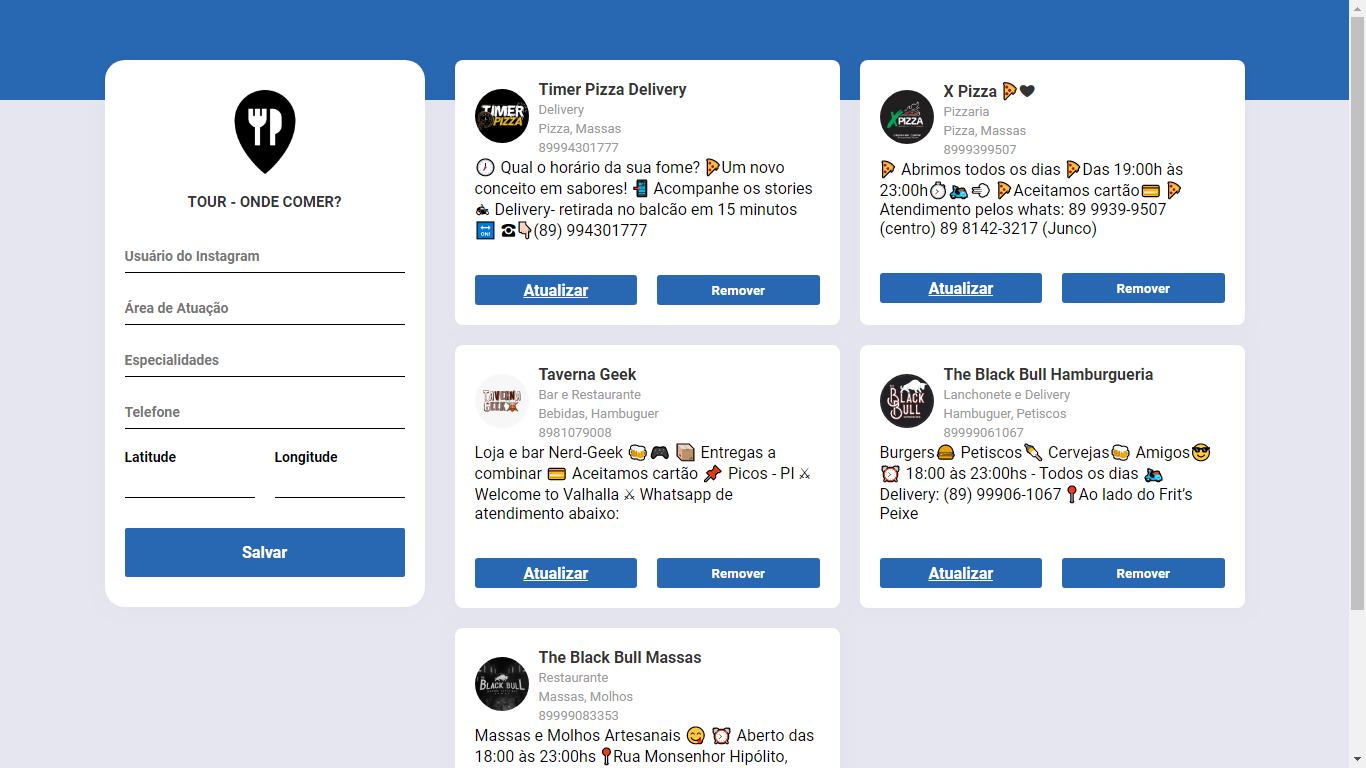 TOUR - ONDE COMER?
Usuário do Instagram
Área de Atuação
Especialidades
Telefone
Latitude
Longitude
Salvar
TIMER
PIZZA
Timer Pizza Delivery
Delivery
Pizza, Massas
89994301777
🕖 Qual o horário da sua fome? 🍕Um novo
conceito em sabores! 📲 Acompanhe os stories
🏍 Delivery- retirada no balcão em 15 minutos
🔛 ☎👇🏻(89) 994301777
Atualizar
Remover
X PIZZA
X Pizza 🍕🖤
Pizzaria
Pizza, Massas
8999399507
🍕 Abrimos todos os dias 🍕Das 19:00h às
23:00h⏱🛵💨 🍕Aceitamos cartão💳 🍕
Atendimento pelos whats: 89 9939-9507
(centro) 89 8142-3217 (Junco)
Atualizar
Remover
TAVERNA
GEEK
Taverna Geek
Bar e Restaurante
Bebidas, Hambuguer
8981079008
Loja e bar Nerd-Geek 🍻🎮 📦 Entregas a
combinar 💳 Aceitamos cartão 📌 Picos - PI ⚔
Welcome to Valhalla ⚔ Whatsapp de
atendimento abaixo:
Atualizar
Remover
BLACK
BULL
The Black Bull Hamburgueria
Lanchonete e Delivery
Hambuguer, Petiscos
89999061067
Burgers🍔 Petiscos🍢 Cervejas🍻 Amigos😎
⏰ 18:00 às 23:00hs - Todos os dias 🛵
Delivery: (89) 99906-1067 📍Ao lado do Frit’s
Peixe
Atualizar
Remover
BLACK BULL
The Black Bull Massas
Restaurante
Massas, Molhos
89999083353
Massas e Molhos Artesanais 😋 ⏰ Aberto das
18:00 às 23:00hs 📍Rua Monsenhor Hipólito,